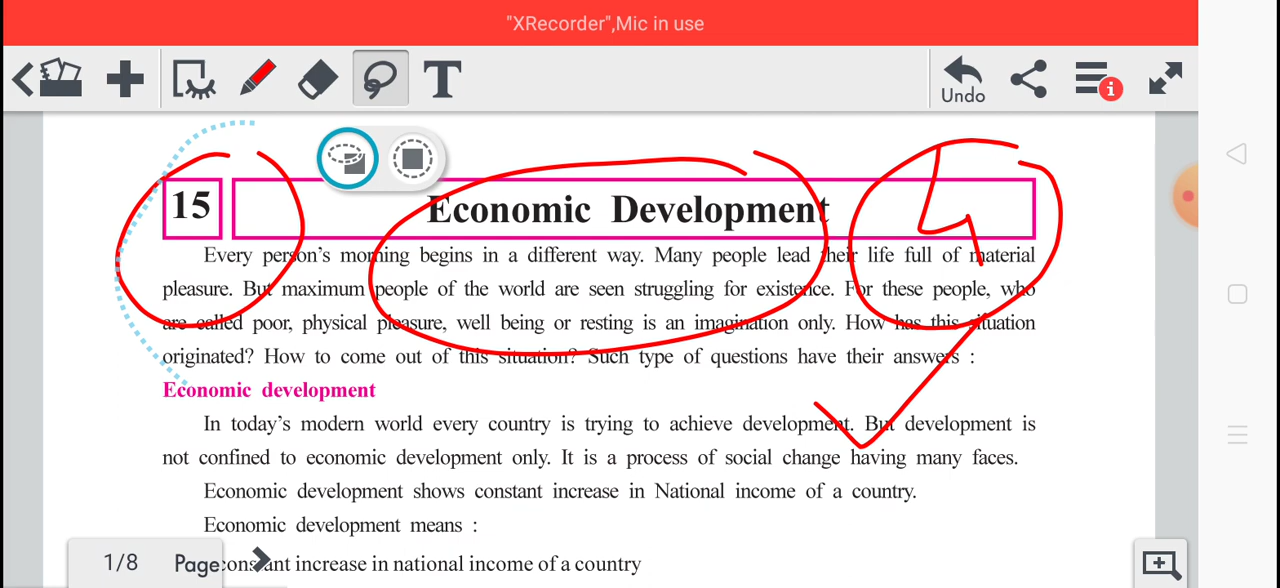 "XRecorder",Mic in use
T
Undo
15 Economic Development
4
Every person's morning begins in a different way. Many people lead their life full of material
pleasure. But maximum people of the world are seen struggling for existence. For these people, who
are called poor, physical pleasure, well being or resting is an imagination only. How has this situation
originated? How to come out of this situation? Such type of questions have their answers :
Economic development
In today's modern world every country is trying to achieve development. But development is
not confined to economic development only. It is a process of social change having many faces.
Economic development shows constant increase in National income of a country.
Economic development means :
1/8 Page constant increase in national income of a country